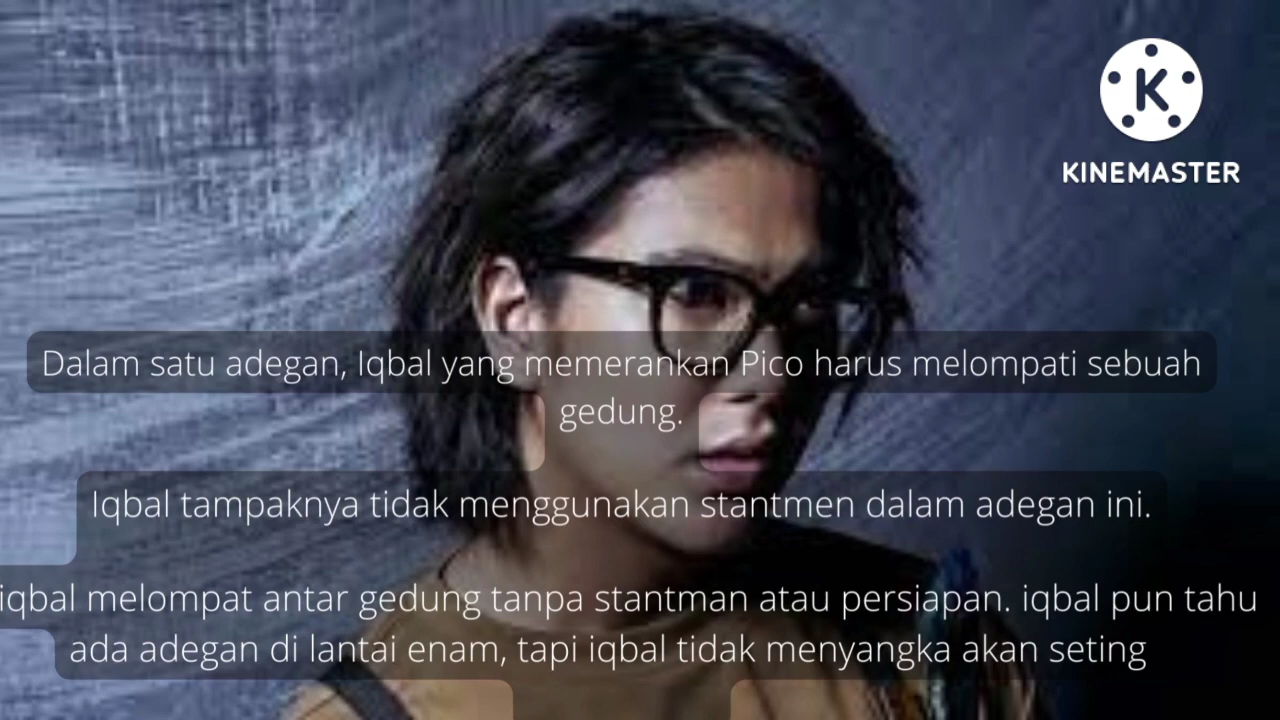 K
KINEMASTER
Dalam satu adegan, Iqbal yang memerankan Pico harus melompati sebuah
gedung.
Iqbal tampaknya tidak menggunakan stantmen dalam adegan ini.
iqbal melompat antar gedung tanpa stantman atau persiapan. iqbal pun tahu
ada adegan di lantai enam, tapi iqbal tidak menyangka akan seting